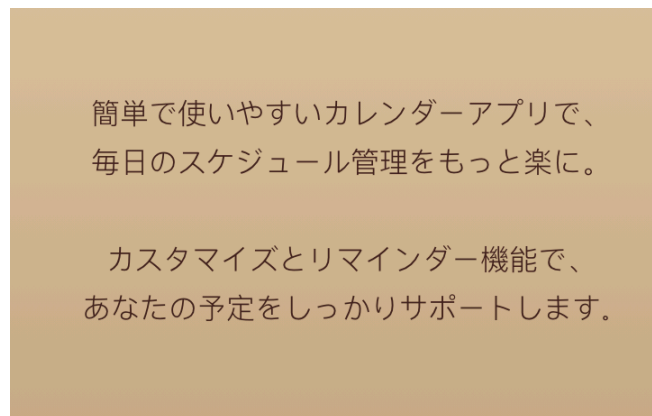 簡単で使いやすいカレンダーアプリで、
毎日のスケジュール管理をもっと楽に。
カスタマイズとリマインダー機能で、
あなたの予定をしっかりサポートします。